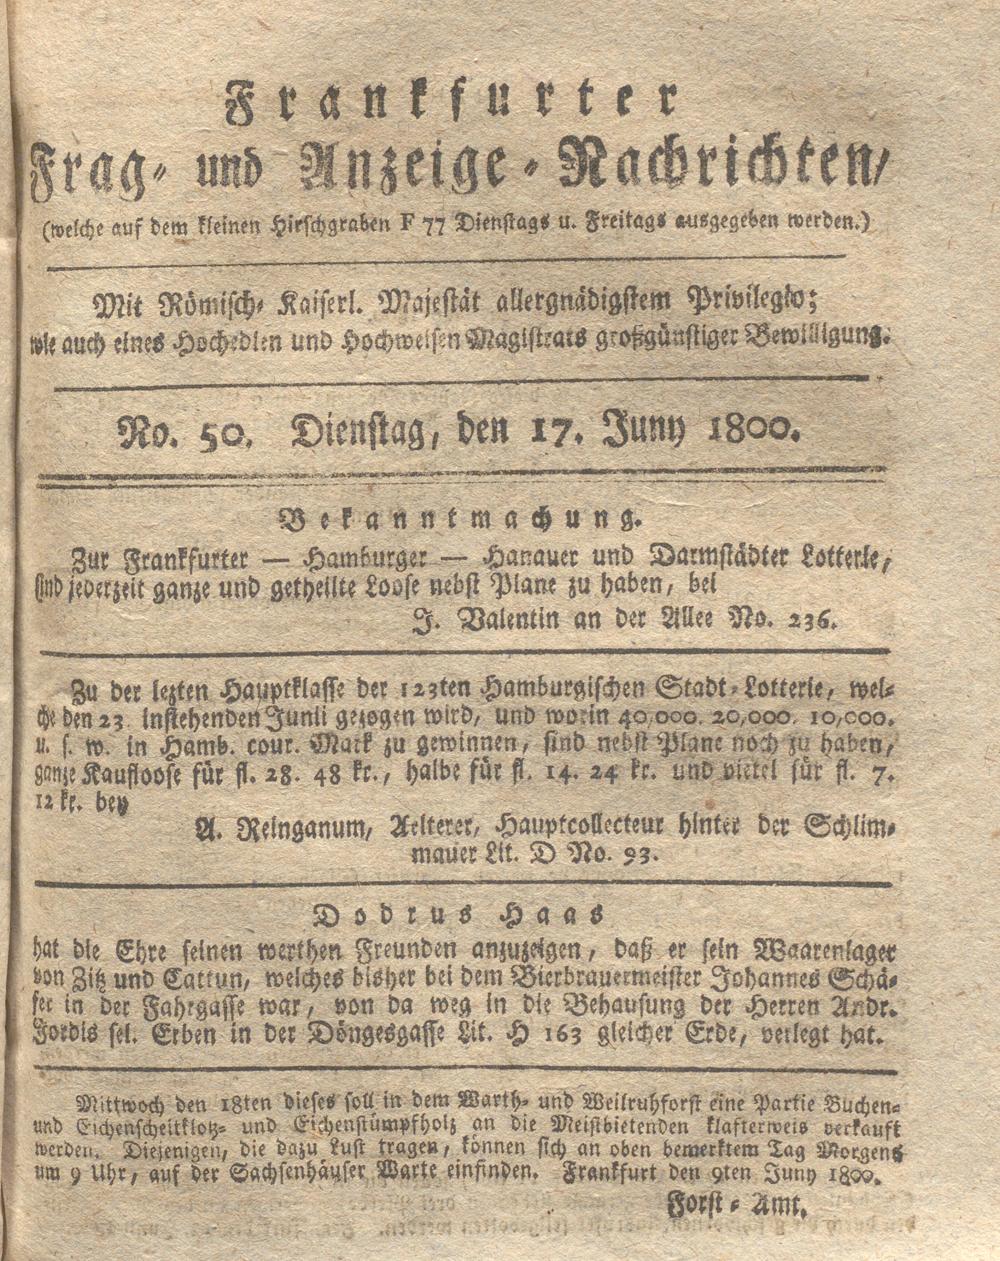 Frankfurter
Frag- und Anzeige-Nachrichten/
(welche auf dem kleinen Hirschgraben F 77 Dienstags u. Freitags ausgegeben werden.)
Mit Römisch-Kaiserl. Majestät allergnädigstem Privilegio;
wie auch eines Hochedlen und Hochweisen Magistrats großgünstiger Bewilligung.
No. 50. Dienstag, den 17. Juny 1800.
Bekanntmachung.
Zur Frankfurter — Hamburger — Hanauer und Darmstädter Lotterie,
sind jederzeit ganze und getheilte Loose nebst Plane zu haben, bei
J. Valentin an der Allee No. 236.
Zu der lezten Hauptklasse der 123ten Hamburgischen Stadt-Lotterie, wel-
che den 23 instehenden Junii gezogen wird, und worin 40,000. 20,000. 10,000.
u. s. w. in Hamb. cour. Mark zu gewinnen, sind nebst Plane noch zu haben,
ganze Kaufloose für fl. 28. 48 kr., halbe für fl. 14. 24 kr. und viertel für fl. 7.
12 kr. bey
A. Reinganum, Aelterer, Hauptcollecteur hinter der Schlim-
mauer Lit. D No. 93.
Dodrus Haas
hat die Ehre seinen werthen Freunden anzuzeigen, daß er sein Waarenlager
von Zitz und Cattun, welches bisher bei dem Bierbrauermeister Johannes Schä-
fer in der Fahrgasse war, von da weg in die Behausung der Herren Andr.
Jordis sel. Erben in der Döngesgasse Lit. H 163 gleicher Erde, verlegt hat.
Mittwoch den 18ten dieses soll in dem Warth- und Weilruhforst eine Partie Buchen-
und Eichenscheitklotz- und Eichenstümpfholz an die Meistbietenden klafterweis verkauft
werden. Diejenigen, die dazu Lust tragen, können sich an oben bemerktem Tag Morgens
um 9 Uhr, auf der Sachsenhäuser Warte einfinden. Frankfurt den 9ten Juny 1800.
Forst-Amt.